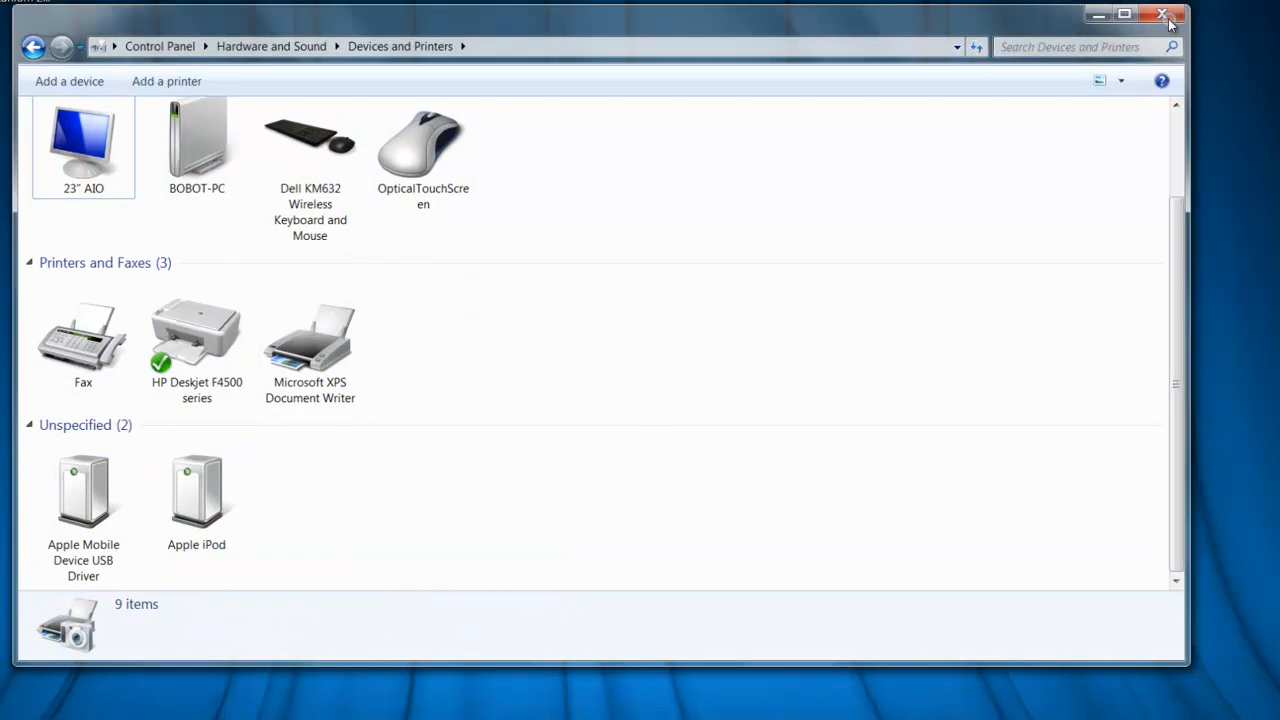 Control Panel Hardware and Sound Devices and Printers
Search Devices and Printers
Add a device Add a printer
23" AIO
BOBOT-PC
Dell KM632
Wireless
Keyboard and
Mouse
OpticalTouchScre
en
Printers and Faxes (3)
Fax
HP Deskjet F4500
series
Microsoft XPS
Document Writer
Unspecified (2)
Apple Mobile
Device USB
Driver
Apple iPod
9 items